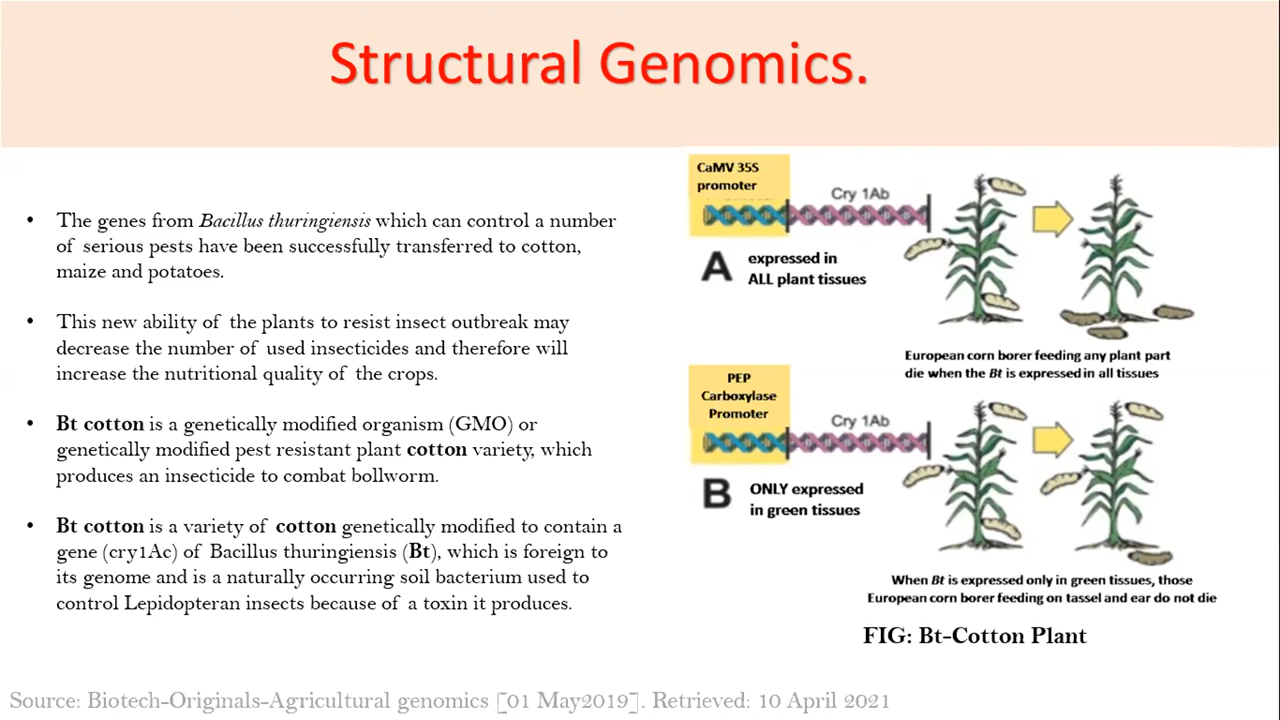 Structural Genomics.
• The genes from Bacillus thuringiensis which can control a number
of serious pests have been successfully transferred to cotton,
maize and potatoes.
• This new ability of the plants to resist insect outbreak may
decrease the number of used insecticides and therefore will
increase the nutritional quality of the crops.
• Bt cotton is a genetically modified organism (GMO) or
genetically modified pest resistant plant cotton variety, which
produces an insecticide to combat bollworm.
• Bt cotton is a variety of cotton genetically modified to contain a
gene (cry1Ac) of Bacillus thuringiensis (Bt), which is foreign to
its genome and is a naturally occurring soil bacterium used to
control Lepidopteran insects because of a toxin it produces.
CaMV 35S
promoter
Cry 1Ab
A
expressed in
ALL plant tissues
European corn borer feeding any plant part
die when the Bt is expressed in all tissues
PEP
Carboxylase
Promoter
Cry 1Ab
B
ONLY expressed
in green tissues
When Bt is expressed only in green tissues, those
European corn borer feeding on tassel and ear do not die
FIG: Bt-Cotton Plant
Source: Biotech-Originals-Agricultural genomics [01 May2019]. Retrieved: 10 April 2021